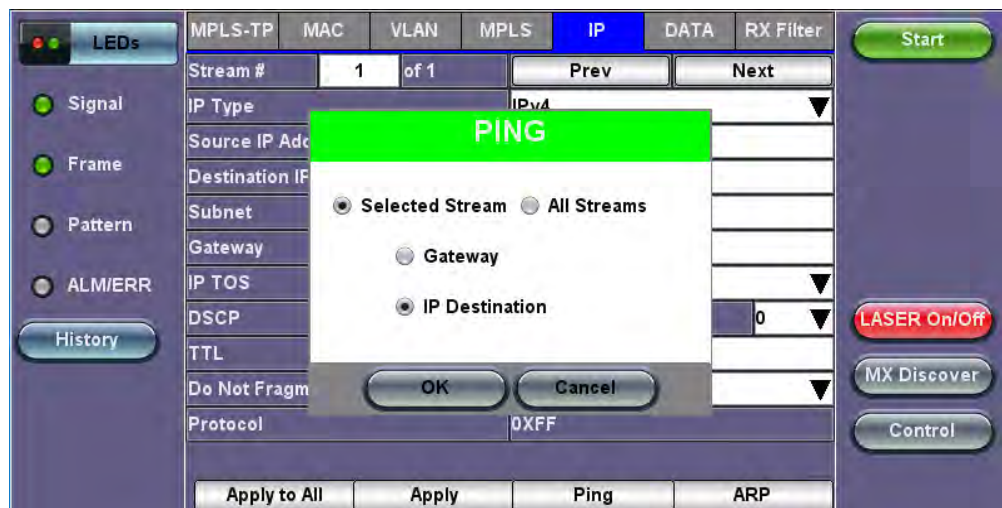 LEDs
Signal
Frame
Pattern
ALM/ERR
History
MPLS-TP MAC VLAN MPLS IP DATA RX Filter
Stream # 1 of 1 Prev Next
IP Type IPv4
Source IP Add
Destination IP
Subnet
Gateway
IP TOS
DSCP 0
TTL
Do Not Fragm
Protocol 0XFF
PING
Selected Stream All Streams
Gateway
IP Destination
OK Cancel
Apply to All Apply Ping ARP
Start
LASER On/Off
MX Discover
Control